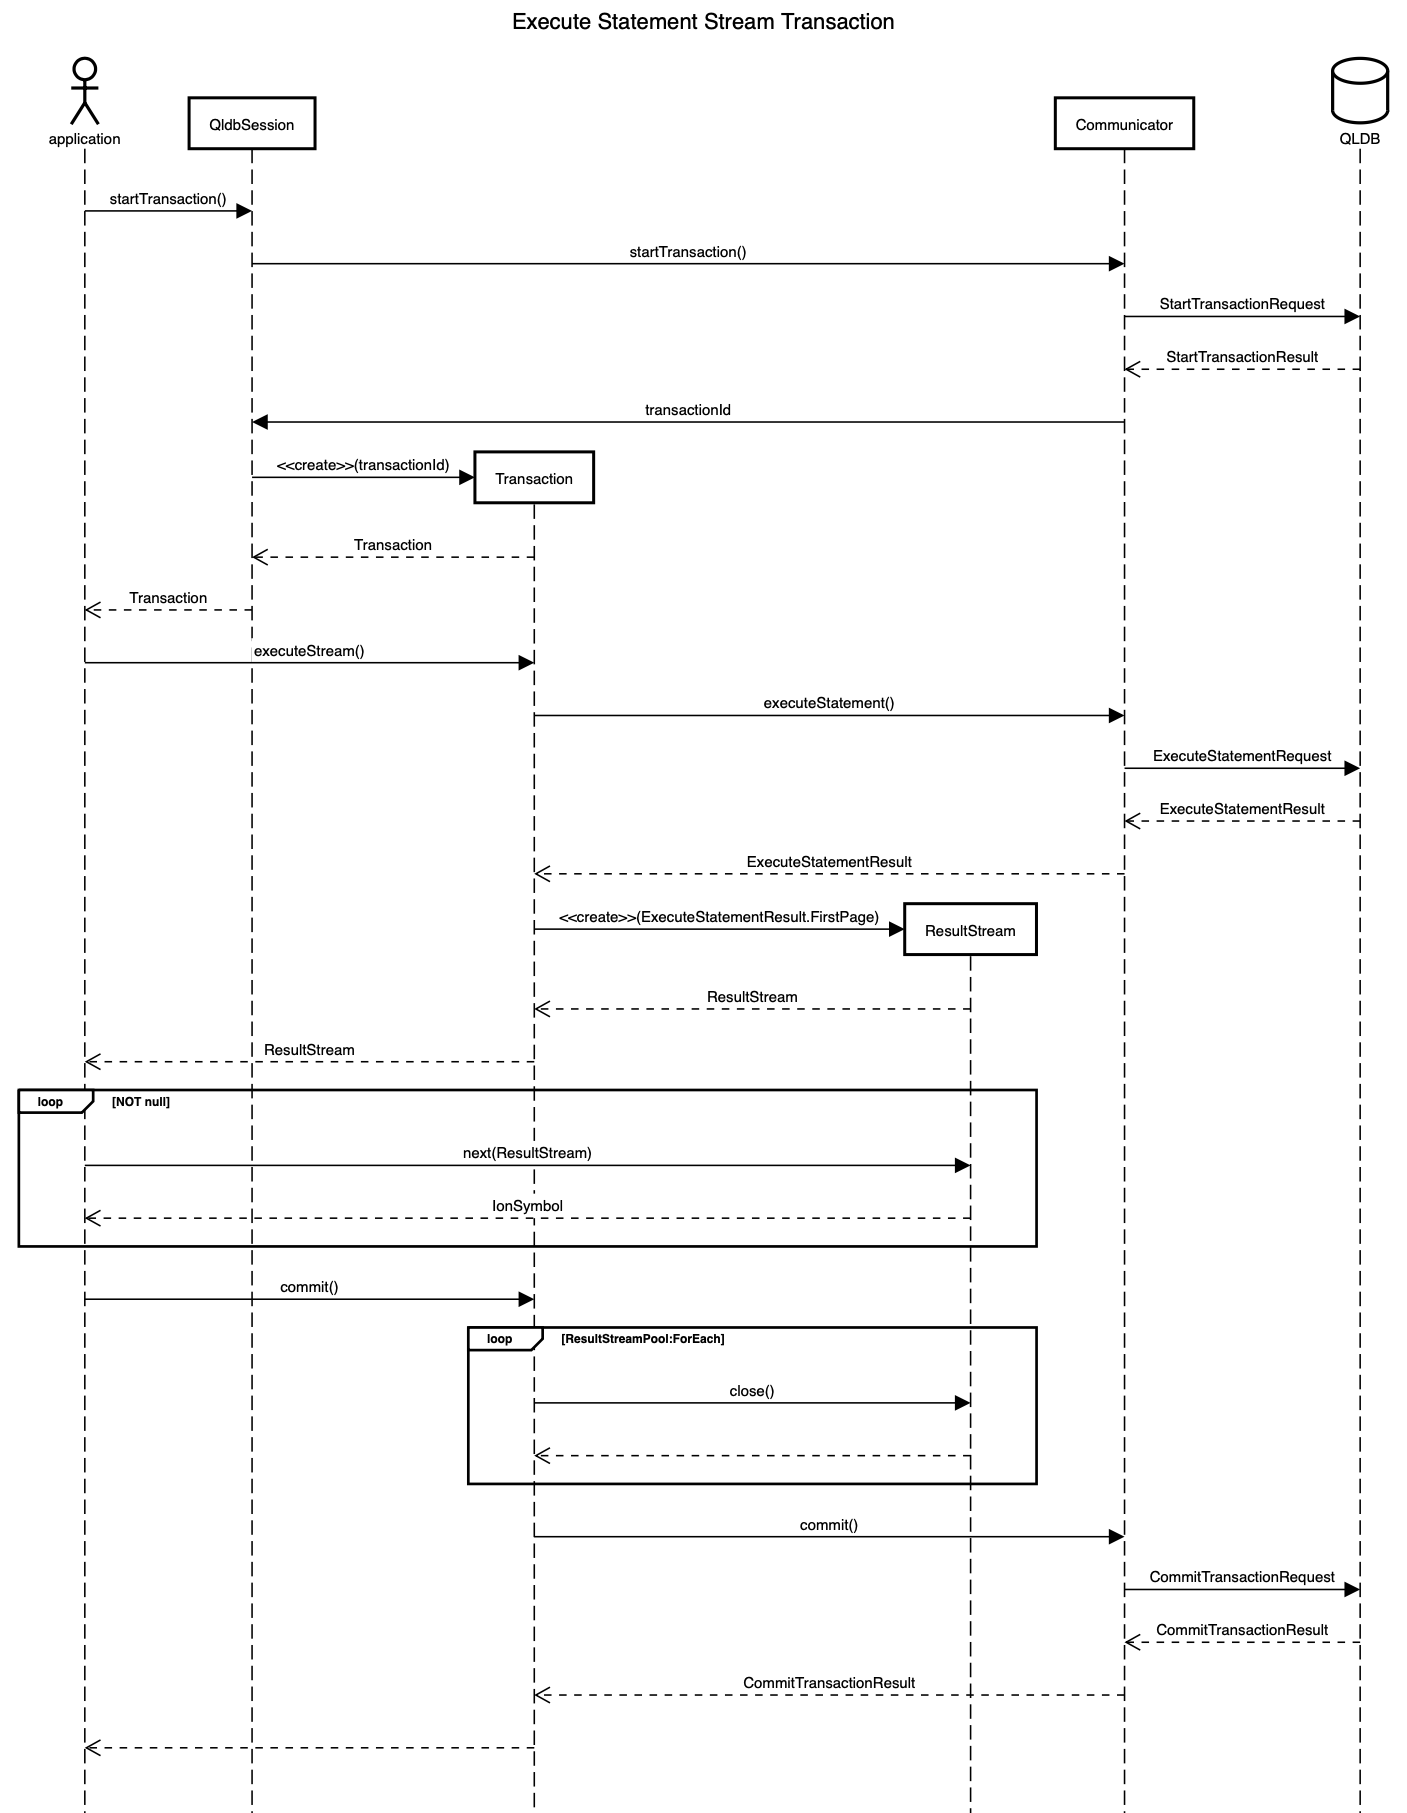 Execute Statement Stream Transaction
application
QldbSession
Communicator
QLDB
startTransaction()
startTransaction()
StartTransactionRequest
StartTransactionResult
transactionId
<<create>>(transactionId)
Transaction
Transaction
Transaction
executeStream()
executeStatement()
ExecuteStatementRequest
ExecuteStatementResult
ExecuteStatementResult
<<create>>(ExecuteStatementResult.FirstPage)
ResultStream
ResultStream
ResultStream
loop [NOT null]
next(ResultStream)
IonSymbol
commit()
loop [ResultStreamPool:ForEach]
close()
commit()
CommitTransactionRequest
CommitTransactionResult
CommitTransactionResult